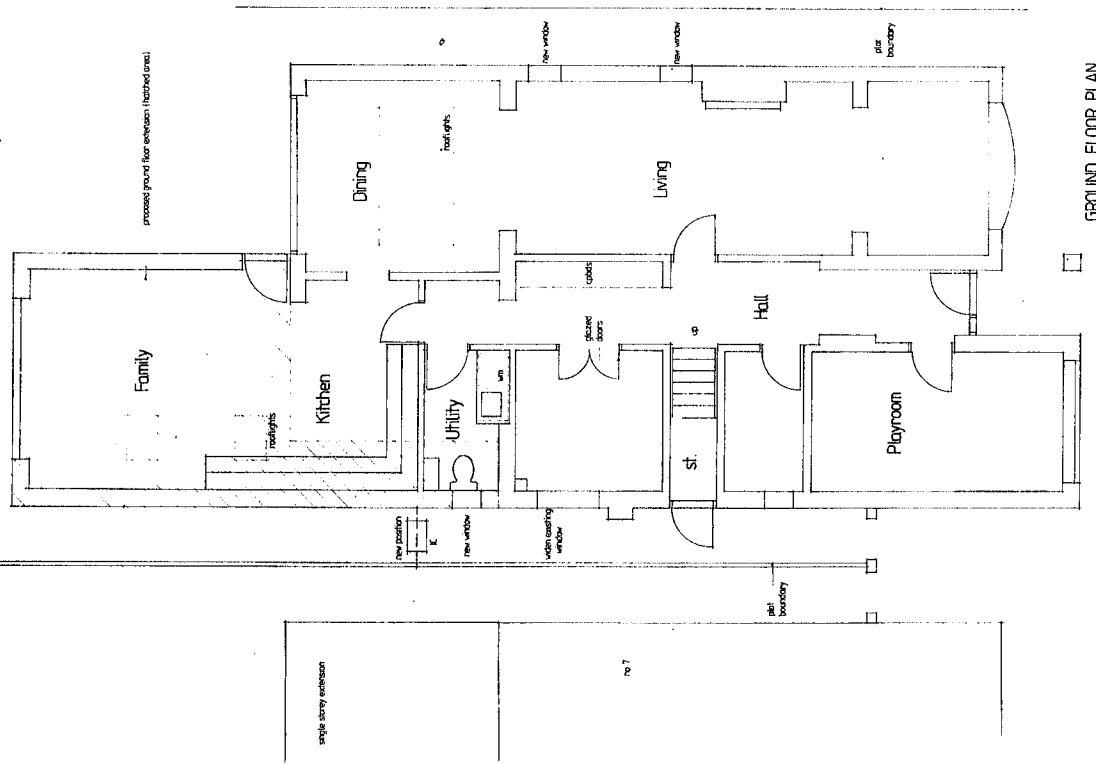 proposed ground floor extension (hatched area)
Family
rooflights
Kitchen
Dining
rooflights
new window
new window
plot
boundary
Living
Utility
wm
cpbds
glazed
doors
up
Hall
st.
Playroom
new position
IC
new window
widen existing
window
plot
boundary
single storey extension
no 7
GROUND FLOOR PLAN